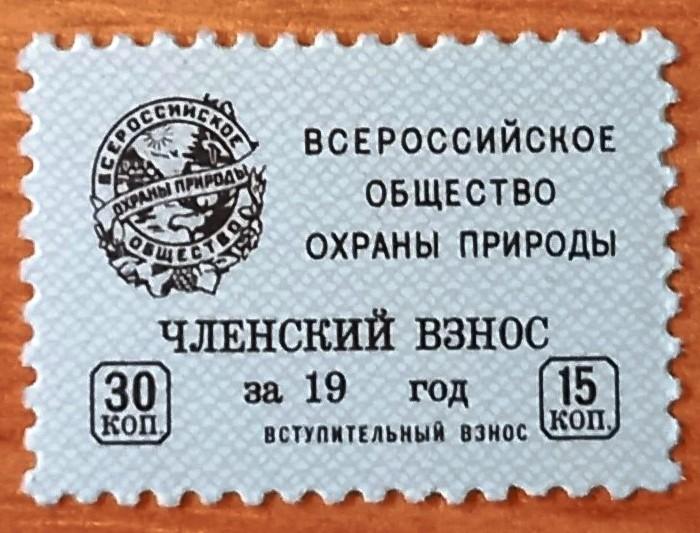 ВСЕРОССИЙСКОЕ
ОХРАНЫ ПРИРОДЫ
ОБЩЕСТВО
ВСЕРОССИЙСКОЕ
ОБЩЕСТВО
ОХРАНЫ ПРИРОДЫ
ЧЛЕНСКИЙ ВЗНОС
30
КОП.
за 19 год
15
КОП.
ВСТУПИТЕЛЬНЫЙ ВЗНОС